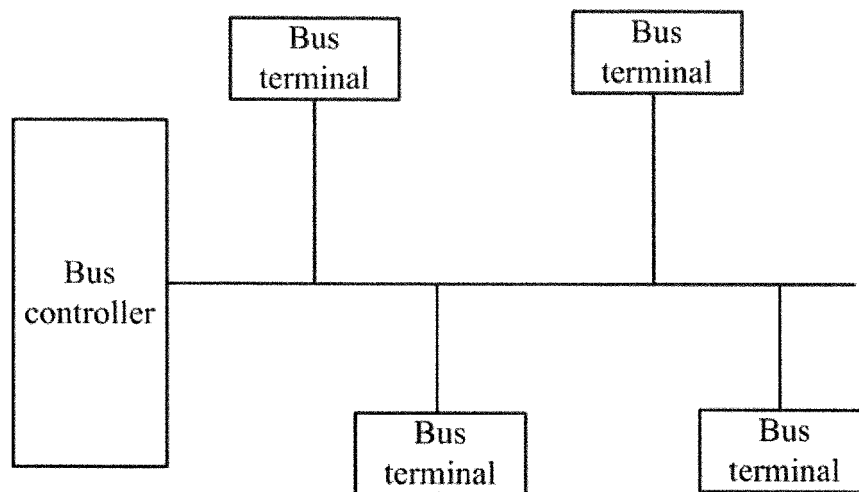 Bus
terminal
Bus
terminal
Bus
controller
Bus
terminal
Bus
terminal